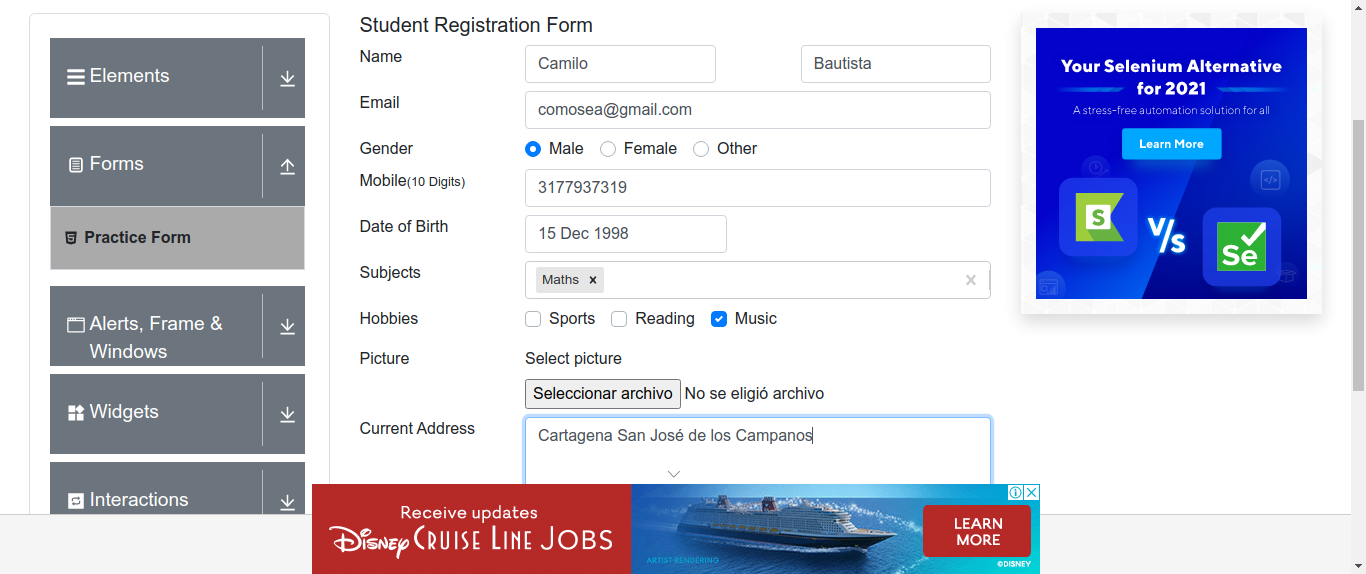 Elements
Forms
Practice Form
Alerts, Frame &
Windows
Widgets
Interactions
Student Registration Form
Name
Camilo
Bautista
Email
comosea@gmail.com
Gender
Male
Female
Other
Mobile(10 Digits)
3177937319
Date of Birth
15 Dec 1998
Subjects
Maths
Hobbies
Sports
Reading
Music
Picture
Select picture
Seleccionar archivo No se eligió archivo
Current Address
Cartagena San José de los Campanos
Your Selenium Alternative
for 2021
A stress-free automation solution for all
Learn More
S
V/s
Se
Receive updates
Disney Cruise Line Jobs
ARTIST RENDERING
LEARN
MORE
©DISNEY